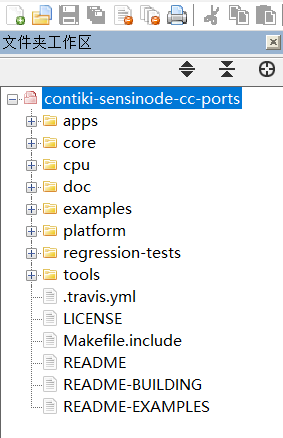 文件夹工作区
contiki-sensinode-cc-ports
apps
core
cpu
doc
examples
platform
regression-tests
tools
.travis.yml
LICENSE
Makefile.include
README
README-BUILDING
README-EXAMPLES